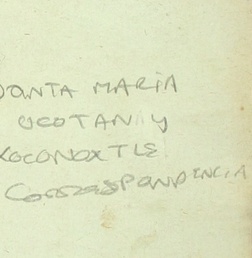 SANTA MARIA
OCOTAN Y
XOCONOXTLE
CORRESPONDENCIA